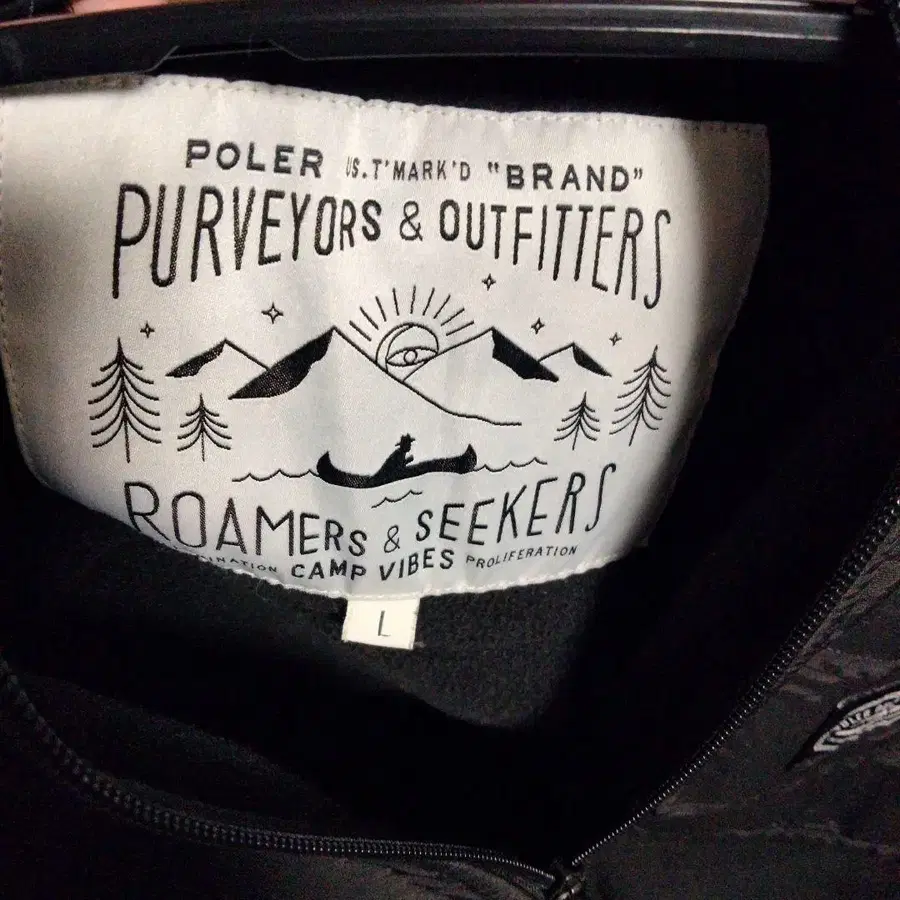 POLER US.T'MARK'D "BRAND"
PURVEYORS & OUTFITTERS
ROAMERS & SEEKERS
CAMP VIBES PROLIFERATION
L